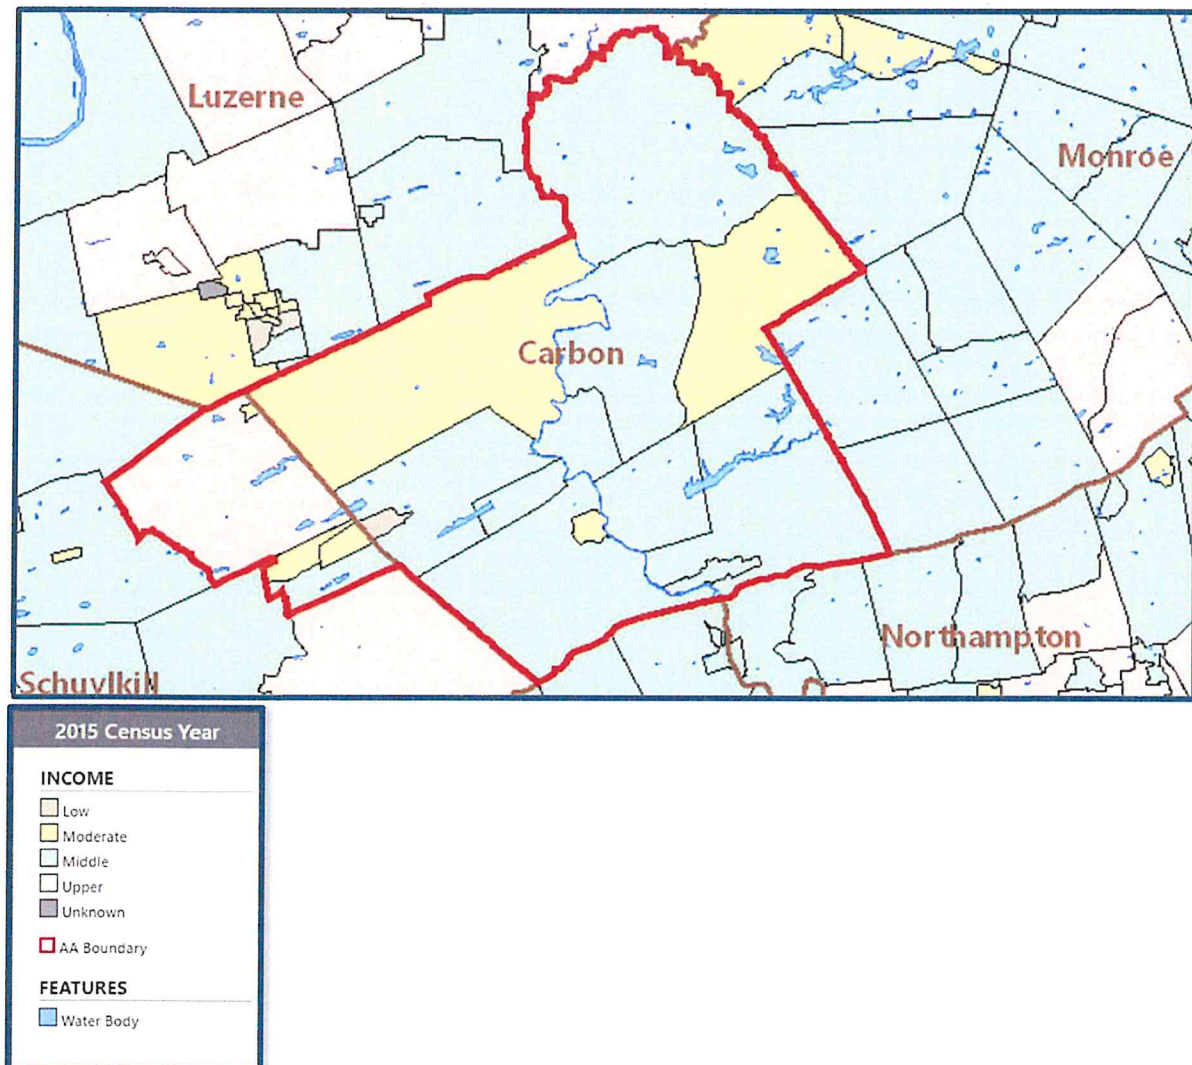 Luzerne
Monroe
Carbon
Northampton
Schuylkill
2015 Census Year
INCOME
Low
Moderate
Middle
Upper
Unknown
AA Boundary
FEATURES
Water Body